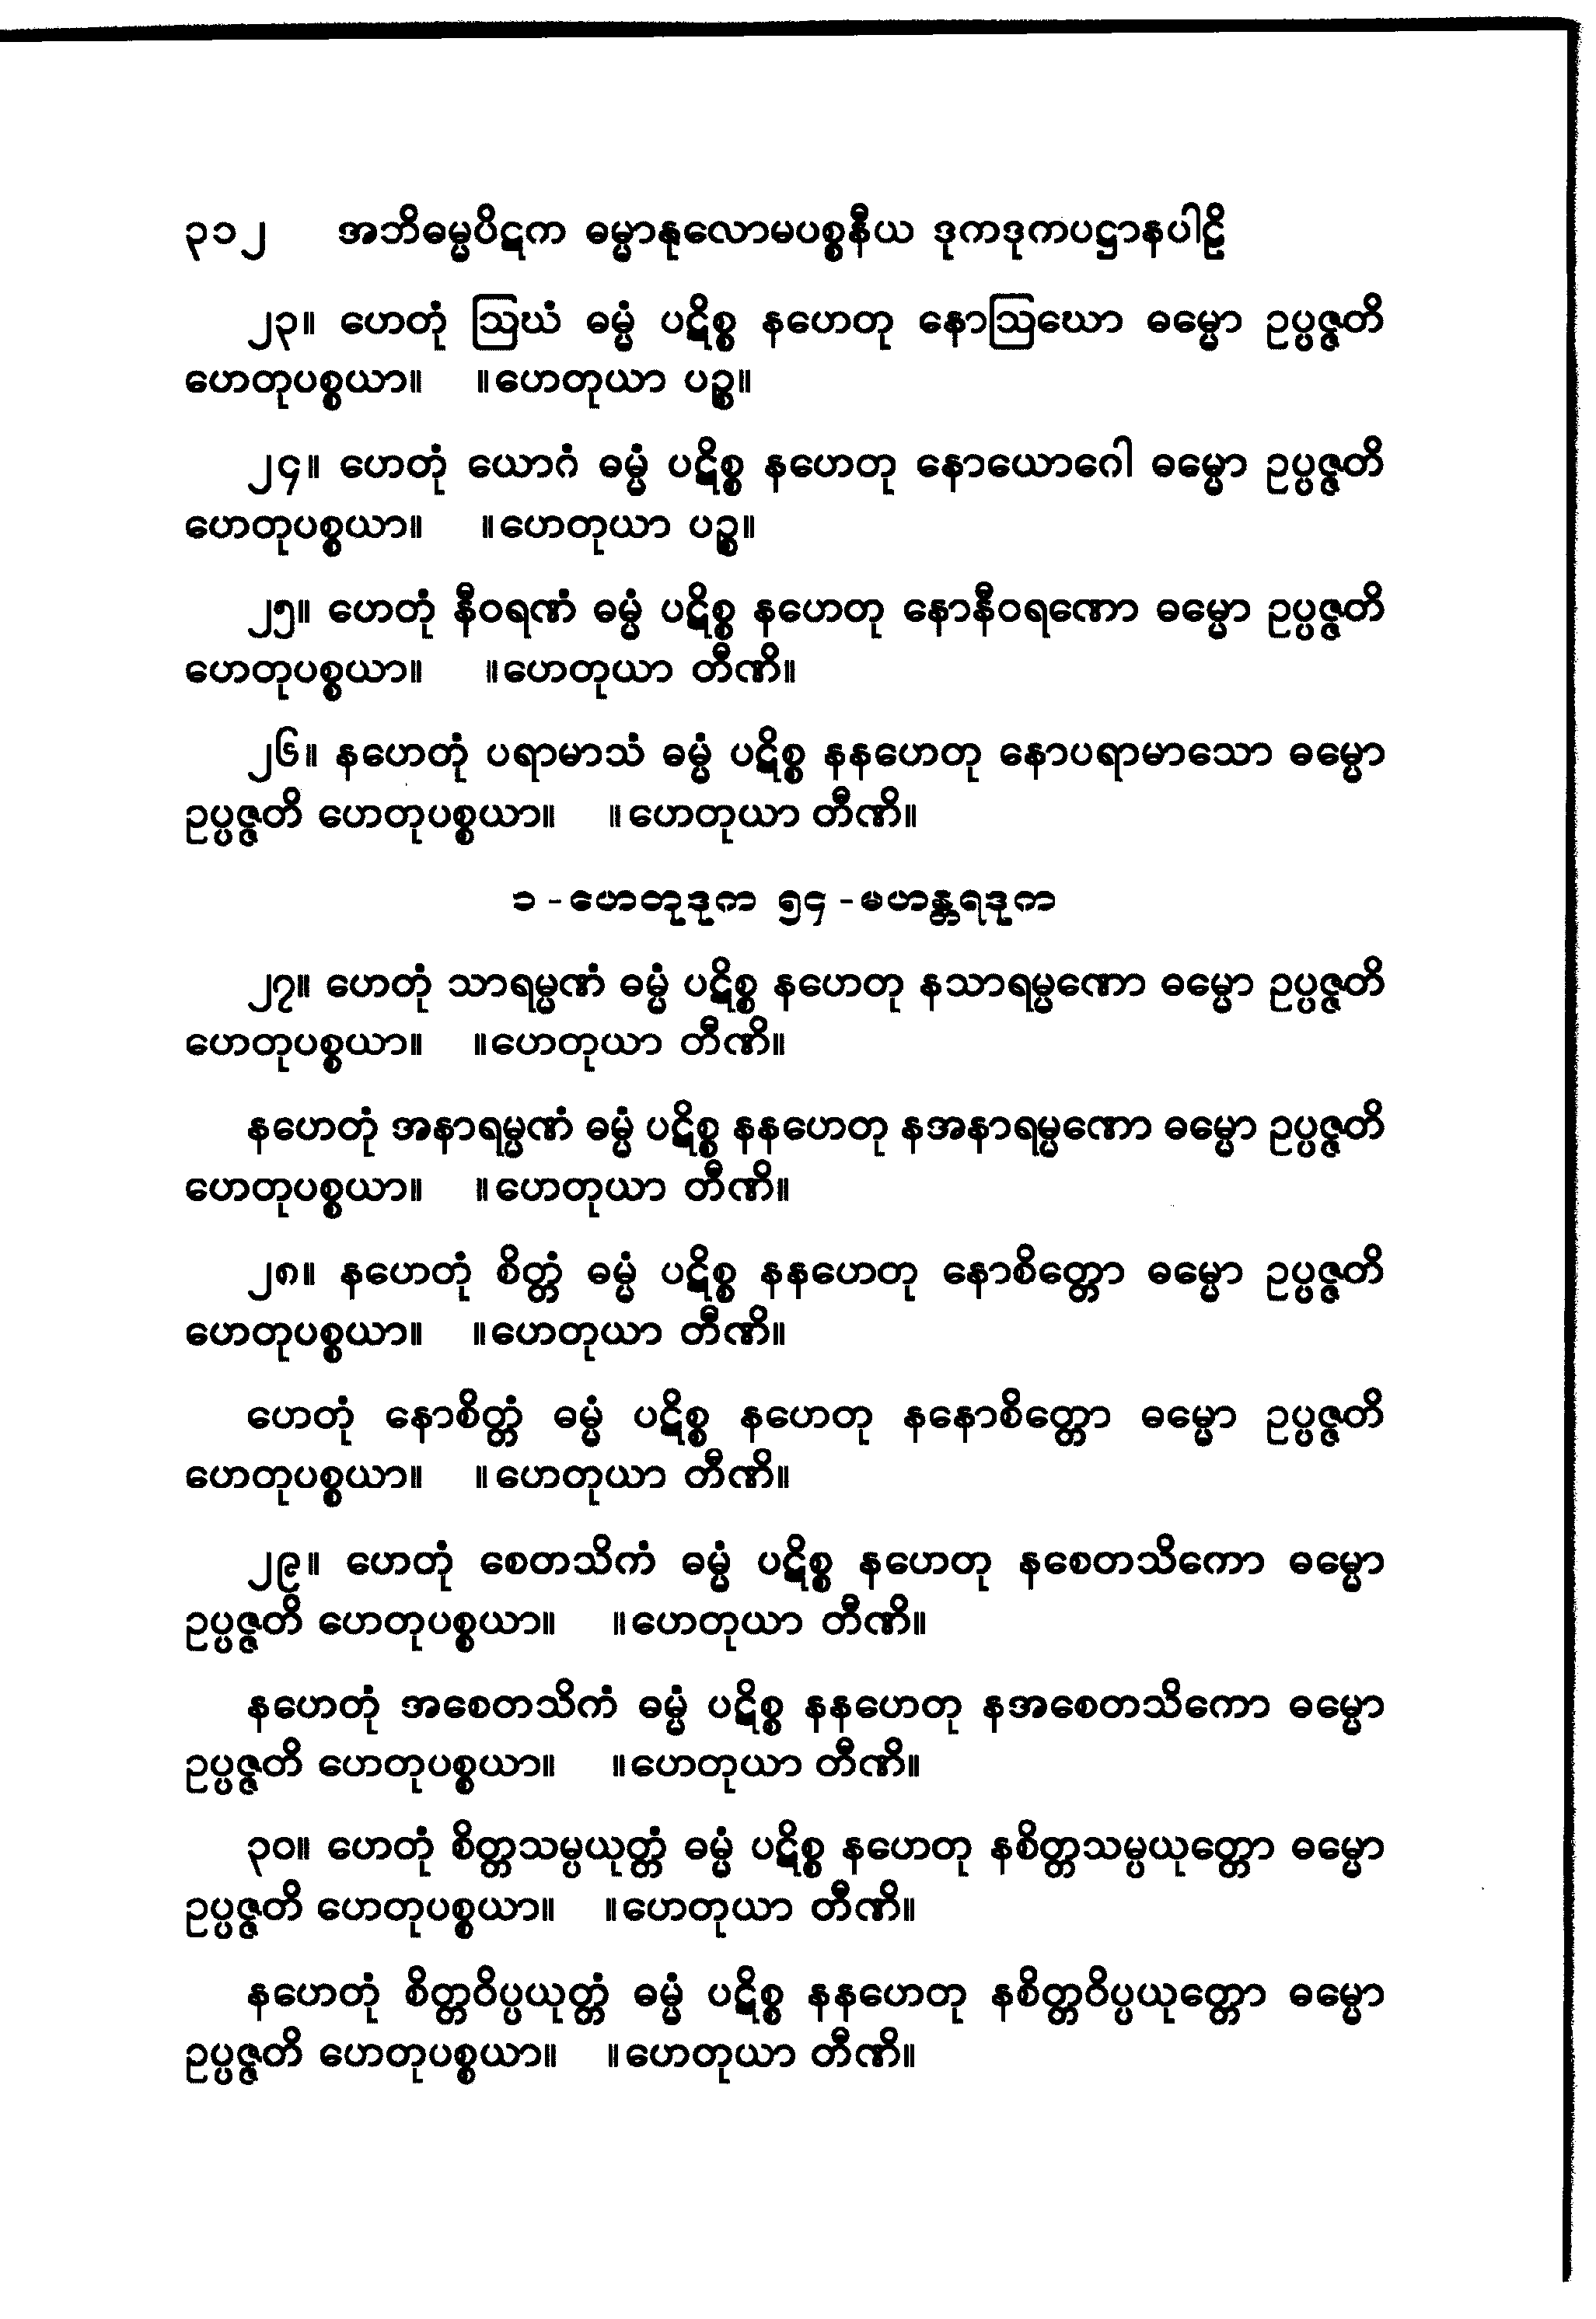 ၃၁၂ အဘိဓမ္မပိဋက ဓမ္မာနုလောမပစ္စနီယ ဒုကဒုကပဋ္ဌာနပါဠိ
၂၃။ ဟေတုံ ဩဃံ ဓမ္မံ ပဋိစ္စ နဟေတု နောဩဃော ဓမ္မော ဥပ္ပဇ္ဇတိ
ဟေတုပစ္စယာ။ ။ဟေတုယာ ပဉ္စ။
၂၄။ ဟေတုံ ယောဂံ ဓမ္မံ ပဋိစ္စ နဟေတု နောယောဂေါ ဓမ္မော ဥပ္ပဇ္ဇတိ
ဟေတုပစ္စယာ။ ။ဟေတုယာ ပဉ္စ။
၂၅။ ဟေတုံ နီဝရဏံ ဓမ္မံ ပဋိစ္စ နဟေတု နောနီဝရဏော ဓမ္မော ဥပ္ပဇ္ဇတိ
ဟေတုပစ္စယာ။ ။ဟေတုယာ တီဏိ။
၂၆။ နဟေတုံ ပရာမာသံ ဓမ္မံ ပဋိစ္စ နနဟေတု နောပရာမာသော ဓမ္မော
ဥပ္ပဇ္ဇတိ ဟေတုပစ္စယာ။ ။ဟေတုယာ တီဏိ။
၁ - ဟေတုဒုက ၅၄ - မဟန္တရဒုက
၂၇။ ဟေတုံ သာရမ္မဏံ ဓမ္မံ ပဋိစ္စ နဟေတု နသာရမ္မဏော ဓမ္မော ဥပ္ပဇ္ဇတိ
ဟေတုပစ္စယာ။ ။ဟေတုယာ တီဏိ။
နဟေတုံ အနာရမ္မဏံ ဓမ္မံ ပဋိစ္စ နနဟေတု နအနာရမ္မဏော ဓမ္မော ဥပ္ပဇ္ဇတိ
ဟေတုပစ္စယာ။ ။ဟေတုယာ တီဏိ။
၂၈။ နဟေတုံ စိတ္တံ ဓမ္မံ ပဋိစ္စ နနဟေတု နောစိတ္တော ဓမ္မော ဥပ္ပဇ္ဇတိ
ဟေတုပစ္စယာ။ ။ဟေတုယာ တီဏိ။
ဟေတုံ နောစိတ္တံ ဓမ္မံ ပဋိစ္စ နဟေတု နနောစိတ္တော ဓမ္မော ဥပ္ပဇ္ဇတိ
ဟေတုပစ္စယာ။ ။ဟေတုယာ တီဏိ။
၂၉။ ဟေတုံ စေတသိကံ ဓမ္မံ ပဋိစ္စ နဟေတု နစေတသိကော ဓမ္မော
ဥပ္ပဇ္ဇတိ ဟေတုပစ္စယာ။ ။ဟေတုယာ တီဏိ။
နဟေတုံ အစေတသိကံ ဓမ္မံ ပဋိစ္စ နနဟေတု နအစေတသိကော ဓမ္မော
ဥပ္ပဇ္ဇတိ ဟေတုပစ္စယာ။ ။ဟေတုယာ တီဏိ။
၃၀။ ဟေတုံ စိတ္တသမ္ပယုတ္တံ ဓမ္မံ ပဋိစ္စ နဟေတု နစိတ္တသမ္ပယုတ္တော ဓမ္မော
ဥပ္ပဇ္ဇတိ ဟေတုပစ္စယာ။ ။ဟေတုယာ တီဏိ။
နဟေတုံ စိတ္တဝိပ္ပယုတ္တံ ဓမ္မံ ပဋိစ္စ နနဟေတု နစိတ္တဝိပ္ပယုတ္တော ဓမ္မော
ဥပ္ပဇ္ဇတိ ဟေတုပစ္စယာ။ ။ဟေတုယာ တီဏိ။